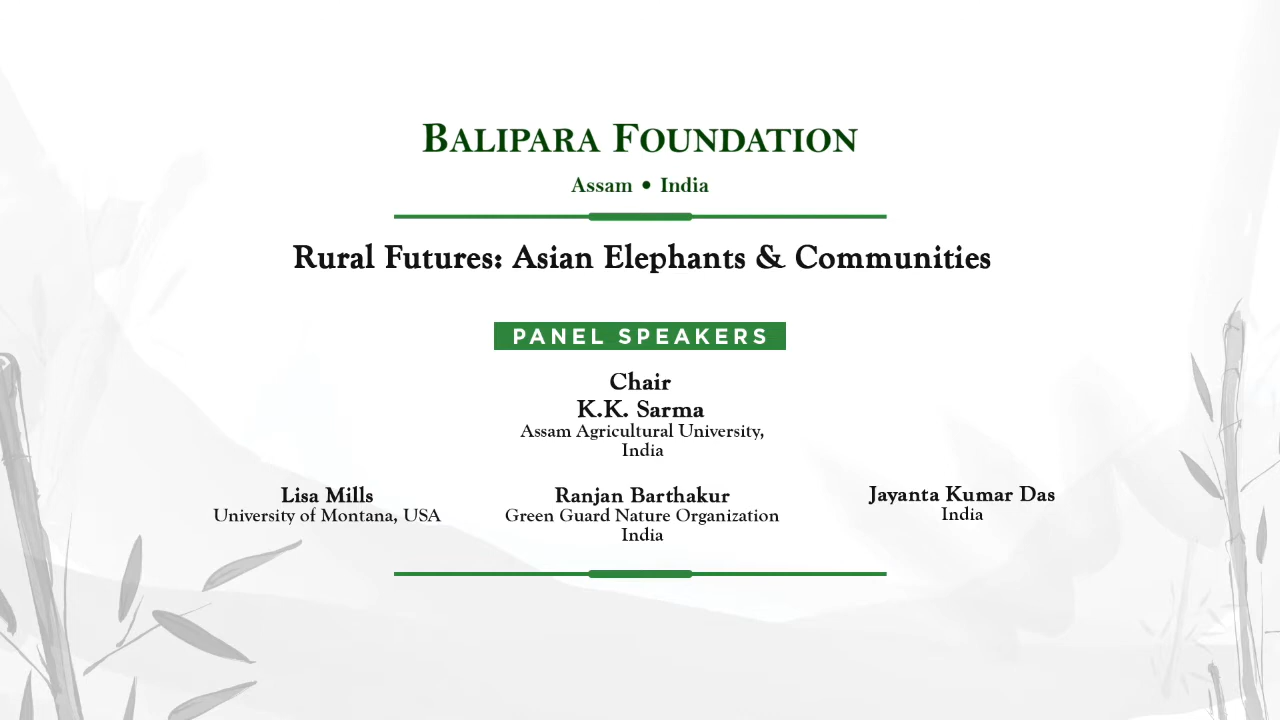 BALIPARA FOUNDATION
Assam • India
Rural Futures: Asian Elephants & Communities
PANEL SPEAKERS
Chair
K.K. Sarma
Assam Agricultural University,
India
Lisa Mills
University of Montana, USA
Ranjan Barthakur
Green Guard Nature Organization
India
Jayanta Kumar Das
India